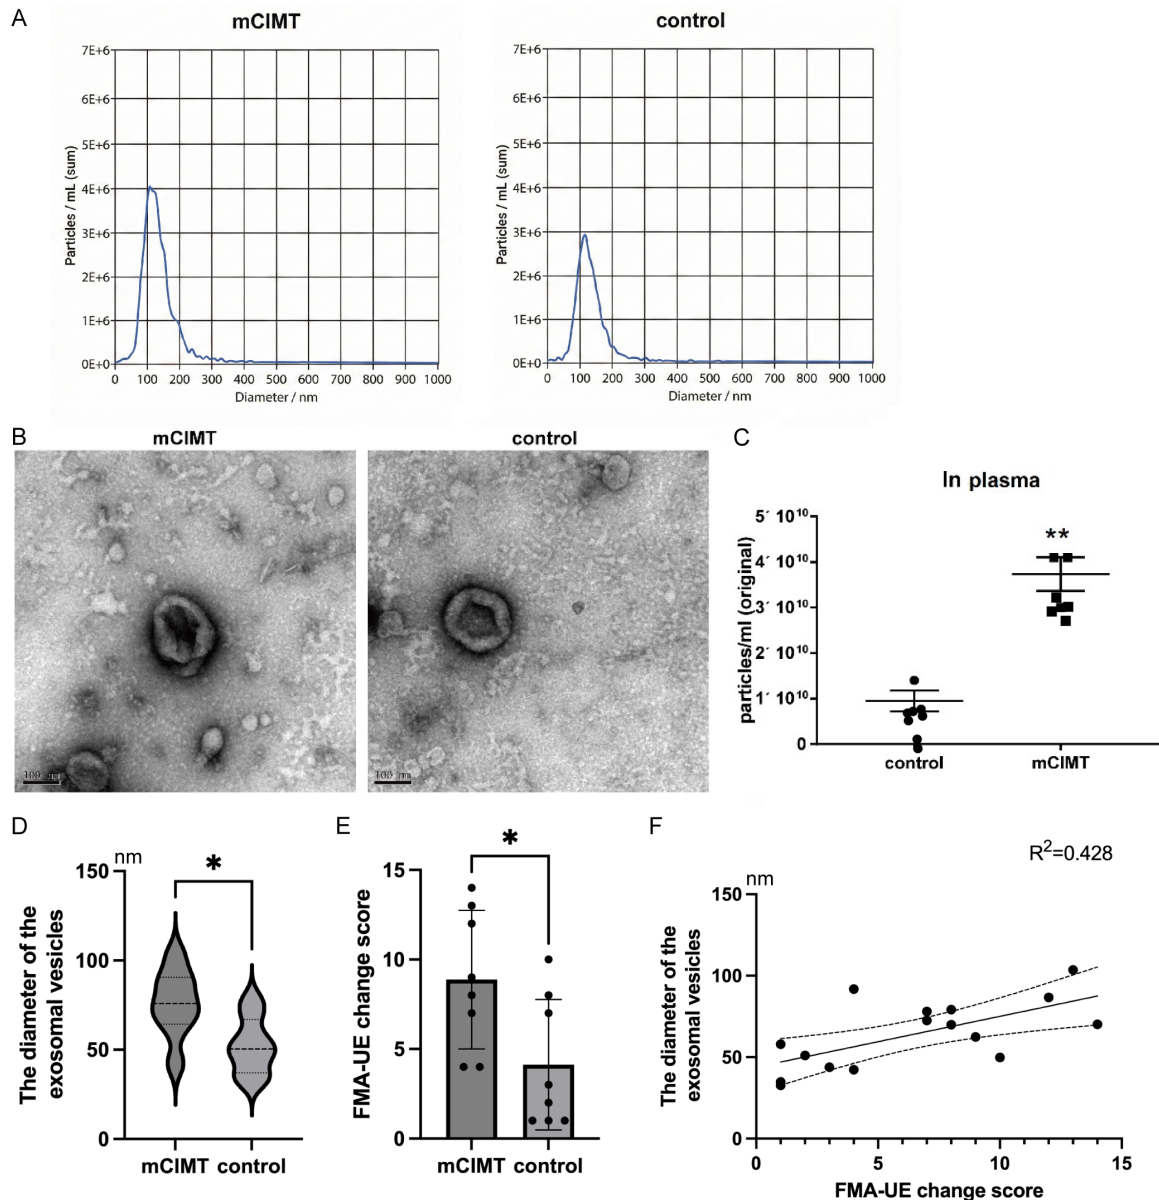 A
mCIMT
control
7E+6
6E+6
5E+6
4E+6
3E+6
2E+6
1E+6
0E+0
Particles / mL (sum)
0 100 200 300 400 500 600 700 800 900 1000
Diameter / nm
7E+6
6E+6
5E+6
4E+6
3E+6
2E+6
1E+6
0E+0
Particles / mL (sum)
0 100 200 300 400 500 600 700 800 900 1000
Diameter / nm
B
mCIMT
control
100 nm
100 nm
C
In plasma
particles/ml (original)
5´ 10¹⁰
4´ 10¹⁰
3´ 10¹⁰
2´ 10¹⁰
1´ 10¹⁰
0
**
control mCIMT
D
nm
The diameter of the
exosomal vesicles
150
100
50
0
*
mCIMT control
E
FMA-UE change score
15
10
5
0
*
mCIMT control
F
R²=0.428
nm
The diameter of the
exosomal vesicles
150
100
50
0
0 5 10 15
FMA-UE change score